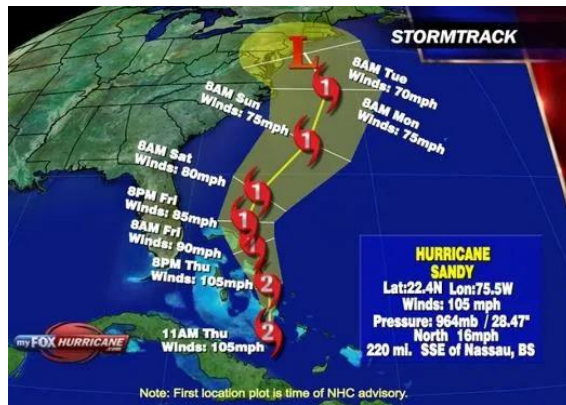 STORMTRACK
L
8AM Tue
Winds: 70mph
1
8AM Mon
Winds: 75mph
8AM Sun
Winds: 75mph
1
8AM Sat
Winds: 80mph
1
8PM Fri
Winds: 85mph
1
8AM Fri
Winds: 90mph
1
8PM Thu
Winds: 105mph
2
11AM Thu
Winds: 105mph
2
HURRICANE
SANDY
Lat:22.4N Lon:75.5W
Winds: 105 mph
Pressure: 964mb / 28.47"
North 16mph
220 mi. SSE of Nassau, BS
myFOX HURRICANE
.com
Note: First location plot is time of NHC advisory.